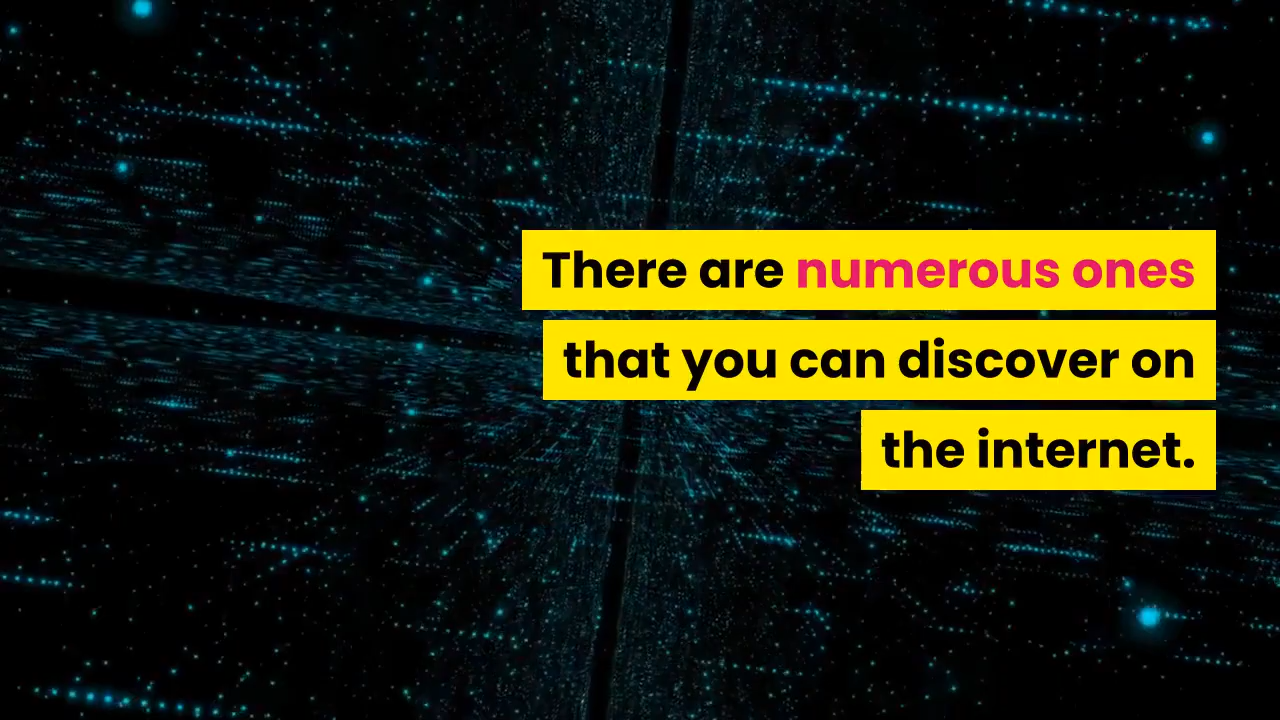 There are numerous ones
that you can discover on
the internet.